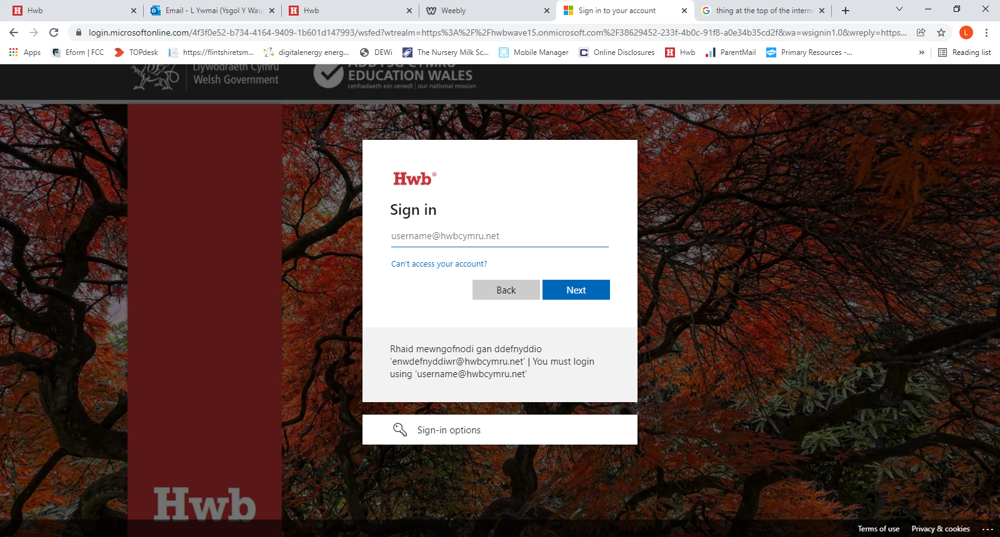 Hwb
Email - L Ywmai (Ysgol Y Wau
Hwb
Weebly
Sign in to your account
thing at the top of the interne
login.microsoftonline.com/4f3f0e52-b734-4164-9409-1b601d147993/wsfed?wtrealm=https%3A%2F%2Fhwbwave15.onmicrosoft.com%2F38629452-233f-4b0c-91f8-a0e34b35cd2f&wa=wsignin1.0&wreply=https...
L
Apps
Eform | FCC
TOPdesk
https://flintshiretsm...
digitalenergy energ...
DEWi
The Nursery Milk Sc...
Mobile Manager
Online Disclosures
Hwb
ParentMail
Primary Resources -...
»
Reading list
Llywodraeth Cymru
Welsh Government
ADDYSG CYMRU
EDUCATION WALES
cenhadaeth ein cenedl | our national mission
Hwb®
Sign in
username@hwbcymru.net
Can't access your account?
Back
Next
Rhaid mewngofnodi gan ddefnyddio
‘enwdefnyddiwr@hwbcymru.net’ | You must login
using ‘username@hwbcymru.net’
Sign-in options
Hwb
Terms of use
Privacy & cookies
...